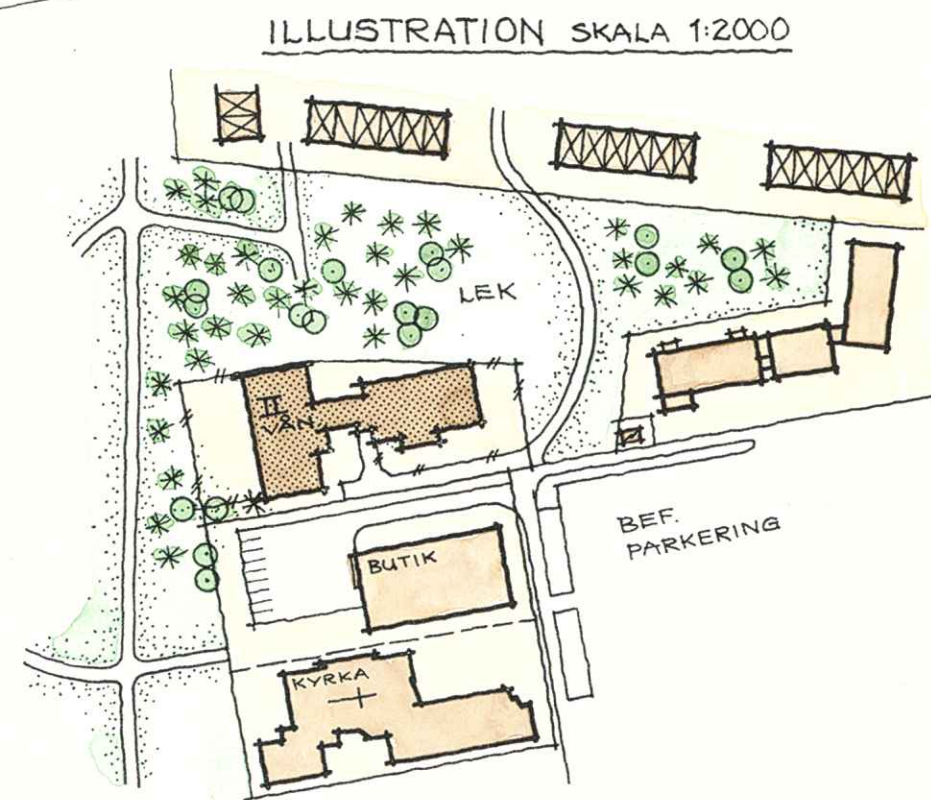 ILLUSTRATION SKALA 1:2000
LEK
II
VÅN
BEF.
PARKERING
BUTIK
KYRKA